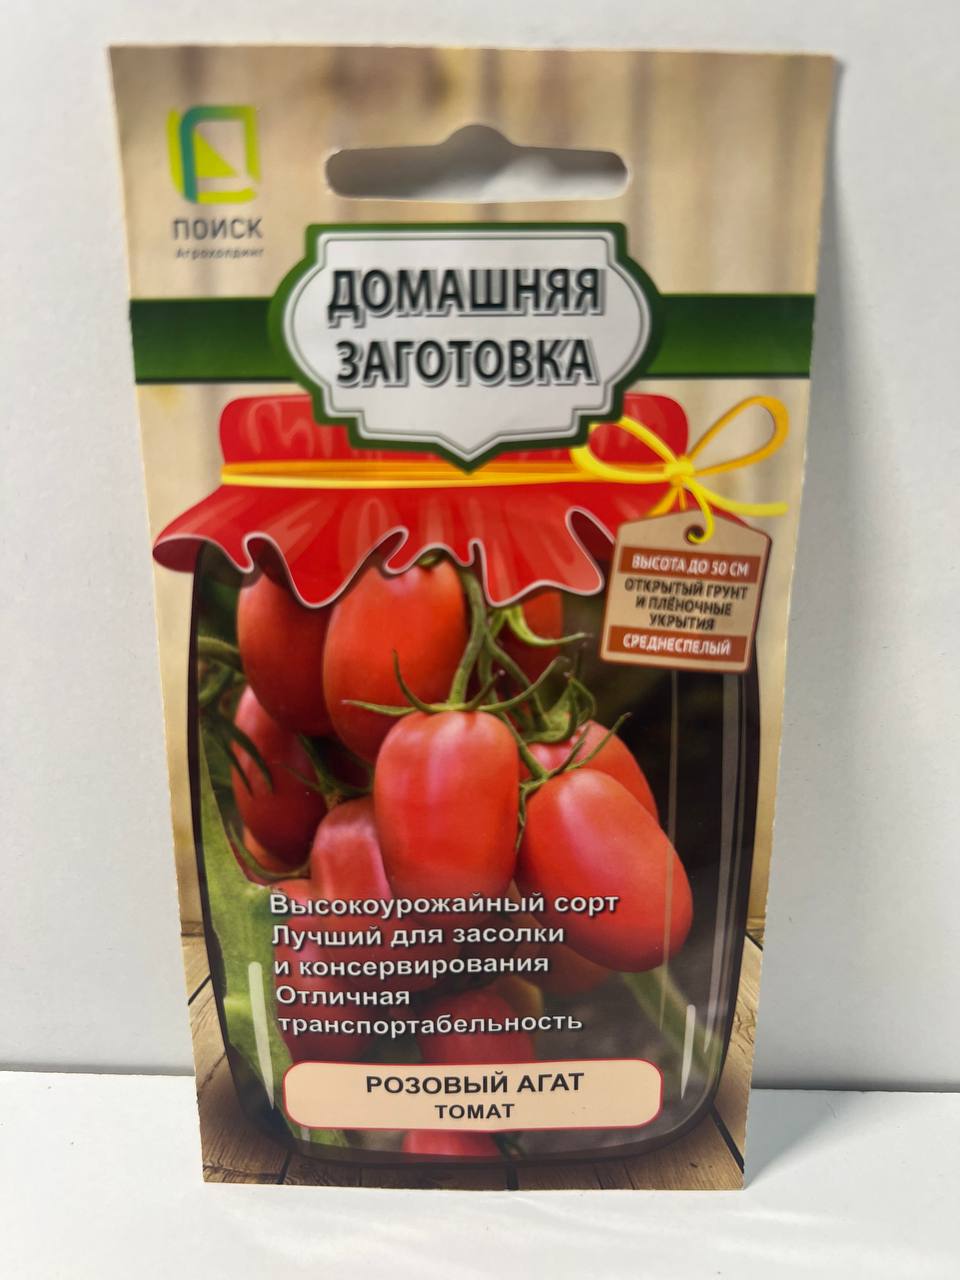 ПОИСК
Агрохолдинг
ДОМАШНЯЯ
ЗАГОТОВКА
ВЫСОТА ДО 50 СМ
ОТКРЫТЫЙ ГРУНТ
И ПЛЁНОЧНЫЕ
УКРЫТИЯ
СРЕДНЕСПЕЛЫЙ
Высокоурожайный сорт
Лучший для засолки
и консервирования
Отличная
транспортабельность
РОЗОВЫЙ АГАТ
ТОМАТ